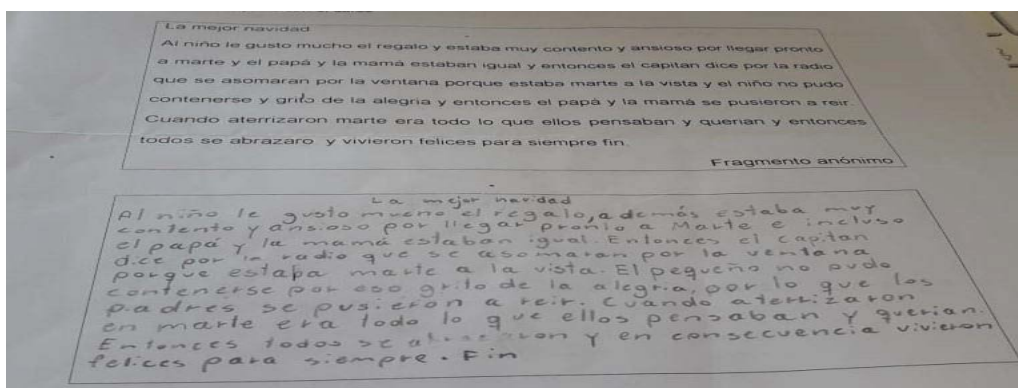 La mejor navidad
Al niño le gusto mucho el regalo y estaba muy contento y ansioso por llegar pronto
a marte y el papá y la mamá estaban igual y entonces el capitan dice por la radio
que se asomaran por la ventana porque estaba marte a la vista y el niño no pudo
contenerse y grito de la alegria y entonces el papá y la mamá se pusieron a reir.
Cuando aterrizaron marte era todo lo que ellos pensaban y querian y entonces
todos se abrazaro y vivieron felices para siempre fin.
Fragmento anónimo
La mejor navidad
Al niño le gusto mucho el regalo, además estaba muy
contento y ansioso por llegar pronto a Marte e incluso
el papá y la mamá estaban igual. Entonces el capitan
dice por la radio que se asomaran por la ventana
porque estaba marte a la vista. El pequeño no pudo
contenerse por eso grito de la alegria, por lo que los
padres se pusieron a reir. Cuando aterrizaron
en marte era todo lo que ellos pensaban y querian.
Entonces todos se abrazaron y en consecuencia vivieron
felices para siempre. Fin